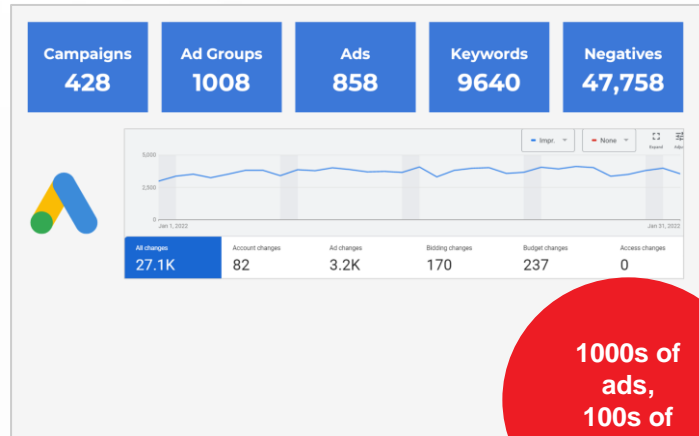 Campaigns
428
Ad Groups
1008
Ads
858
Keywords
9640
Negatives
47,758
Impr.
None
Expand
Adju
5,000
2,500
0
Jan 1, 2022
Jan 31, 2022
All changes
27.1K
Account changes
82
Ad changes
3.2K
Bidding changes
170
Budget changes
237
Access changes
0
1000s of
ads,
100s of